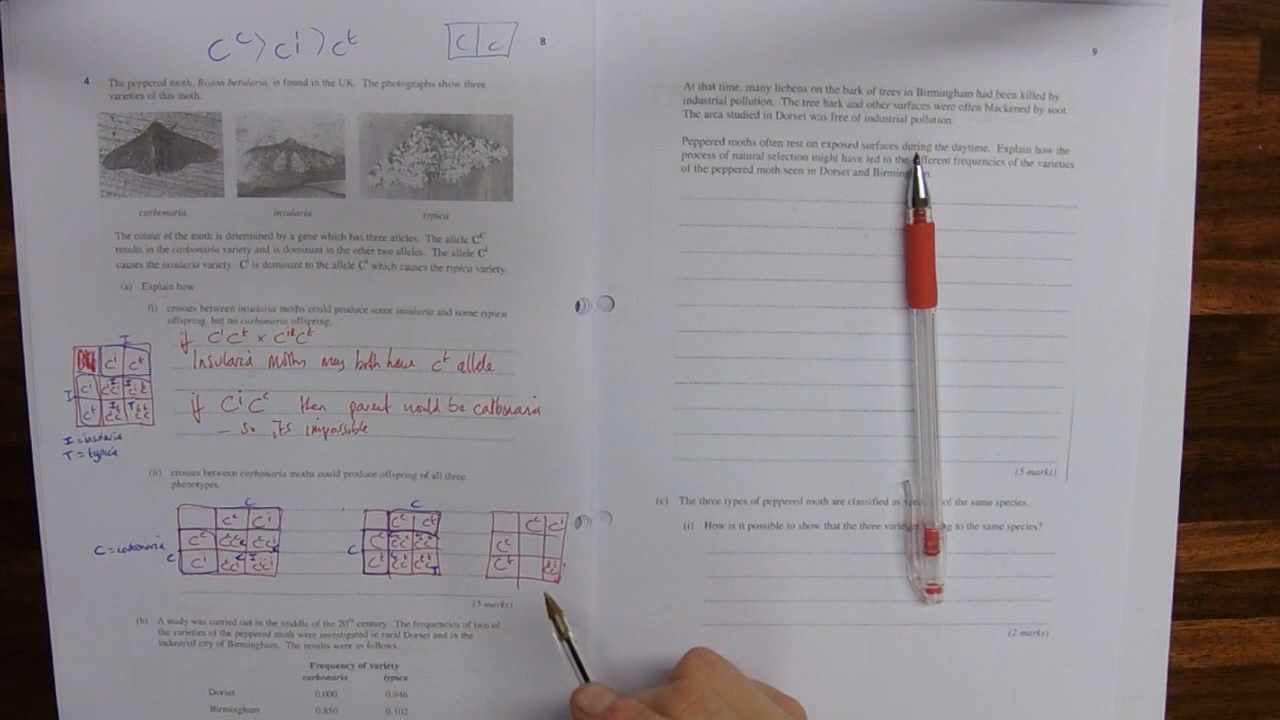 C^C > C^i > C^t
C C
8
4 The peppered moth, Biston betularia, is found in the UK. The photographs show three
varieties of this moth.
carbonaria insularia typica
The colour of the moth is determined by a gene which has three alleles. The allele C^C
results in the carbonaria variety and is dominant to the other two alleles. The allele C^i
causes the insularia variety. C^i is dominant to the allele C^t which causes the typica variety.
(a) Explain how
(i) crosses between insularia moths could produce some insularia and some typica
offspring, but no carbonaria offspring.
if C^i C^t x
Insularia moths may both have C^t allele
if C^i C^C then parent would be carbonaria
– so its impossible
I
C^i C^t
I C^i
C^t
I = insularia
T = typica
(ii) crosses between carbonaria moths could produce offspring of all three
phenotypes.
C
C^C C^i
C^C
C C^i
C = carbonaria
C
C^C C^t
C C^C
C^t
C^C C^i
C^C
C^t
(5 marks)
(b) A study was carried out in the middle of the 20th century. The frequencies of two of
the varieties of the peppered moth were investigated in rural Dorset and in the
industrial city of Birmingham. The results were as follows.
Frequency of variety
carbonaria typica
Dorset 0.000 0.946
Birmingham 0.850 0.102
9
At that time, many lichens on the bark of trees in Birmingham had been killed by
industrial pollution. The tree bark and other surfaces were often blackened by soot.
The area studied in Dorset was free of industrial pollution.
Peppered moths often rest on exposed surfaces during the daytime. Explain how the
process of natural selection might have led to the different frequencies of the varieties
of the peppered moth seen in Dorset and
(5 marks)
(c) The three types of peppered moth are classified as of the same species.
(i) How is it possible to show that the three to the same species?
(2 marks)